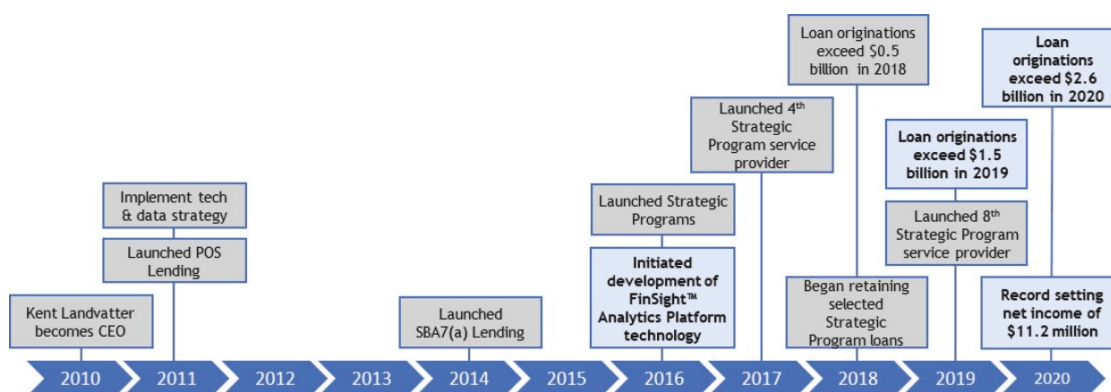 Kent Landvatter
becomes CEO
Implement tech
& data strategy
Launched POS
Lending
Launched
SBA7(a) Lending
Launched Strategic
Programs
Initiated
development of
FinSight™
Analytics Platform
technology
Launched 4th
Strategic
Program service
provider
Loan originations
exceed $0.5
billion in 2018
Began retaining
selected
Strategic
Program loans
Loan originations
exceed $1.5
billion in 2019
Launched 8th
Strategic Program
service provider
Loan
originations
exceed $2.6
billion in 2020
Record setting
net income of
$11.2 million
2010
2011
2012
2013
2014
2015
2016
2017
2018
2019
2020